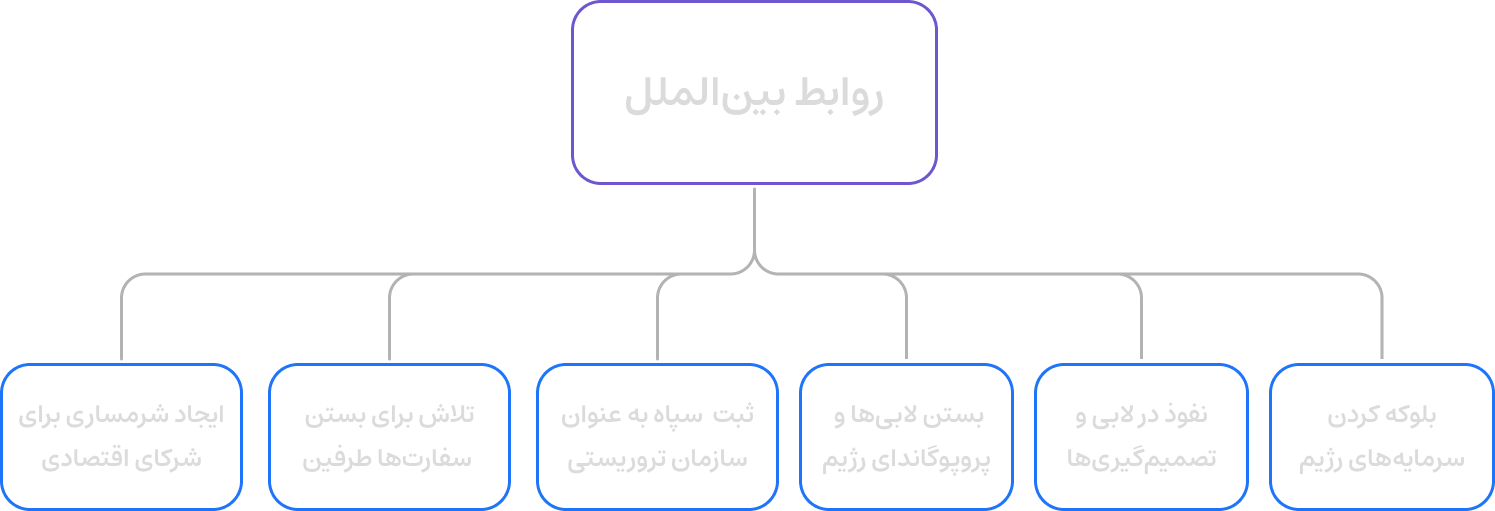 روابط بین‌الملل
بلوکه کردن
سرمایه‌های رژیم
نفوذ در لابی و
تصمیم‌گیری‌ها
بستن لابی‌ها و
پروپوگاندای رژیم
ثبت سپاه به عنوان
سازمان تروریستی
تلاش برای بستن
سفارت‌ها طرفین
ایجاد شرمساری برای
شرکای اقتصادی